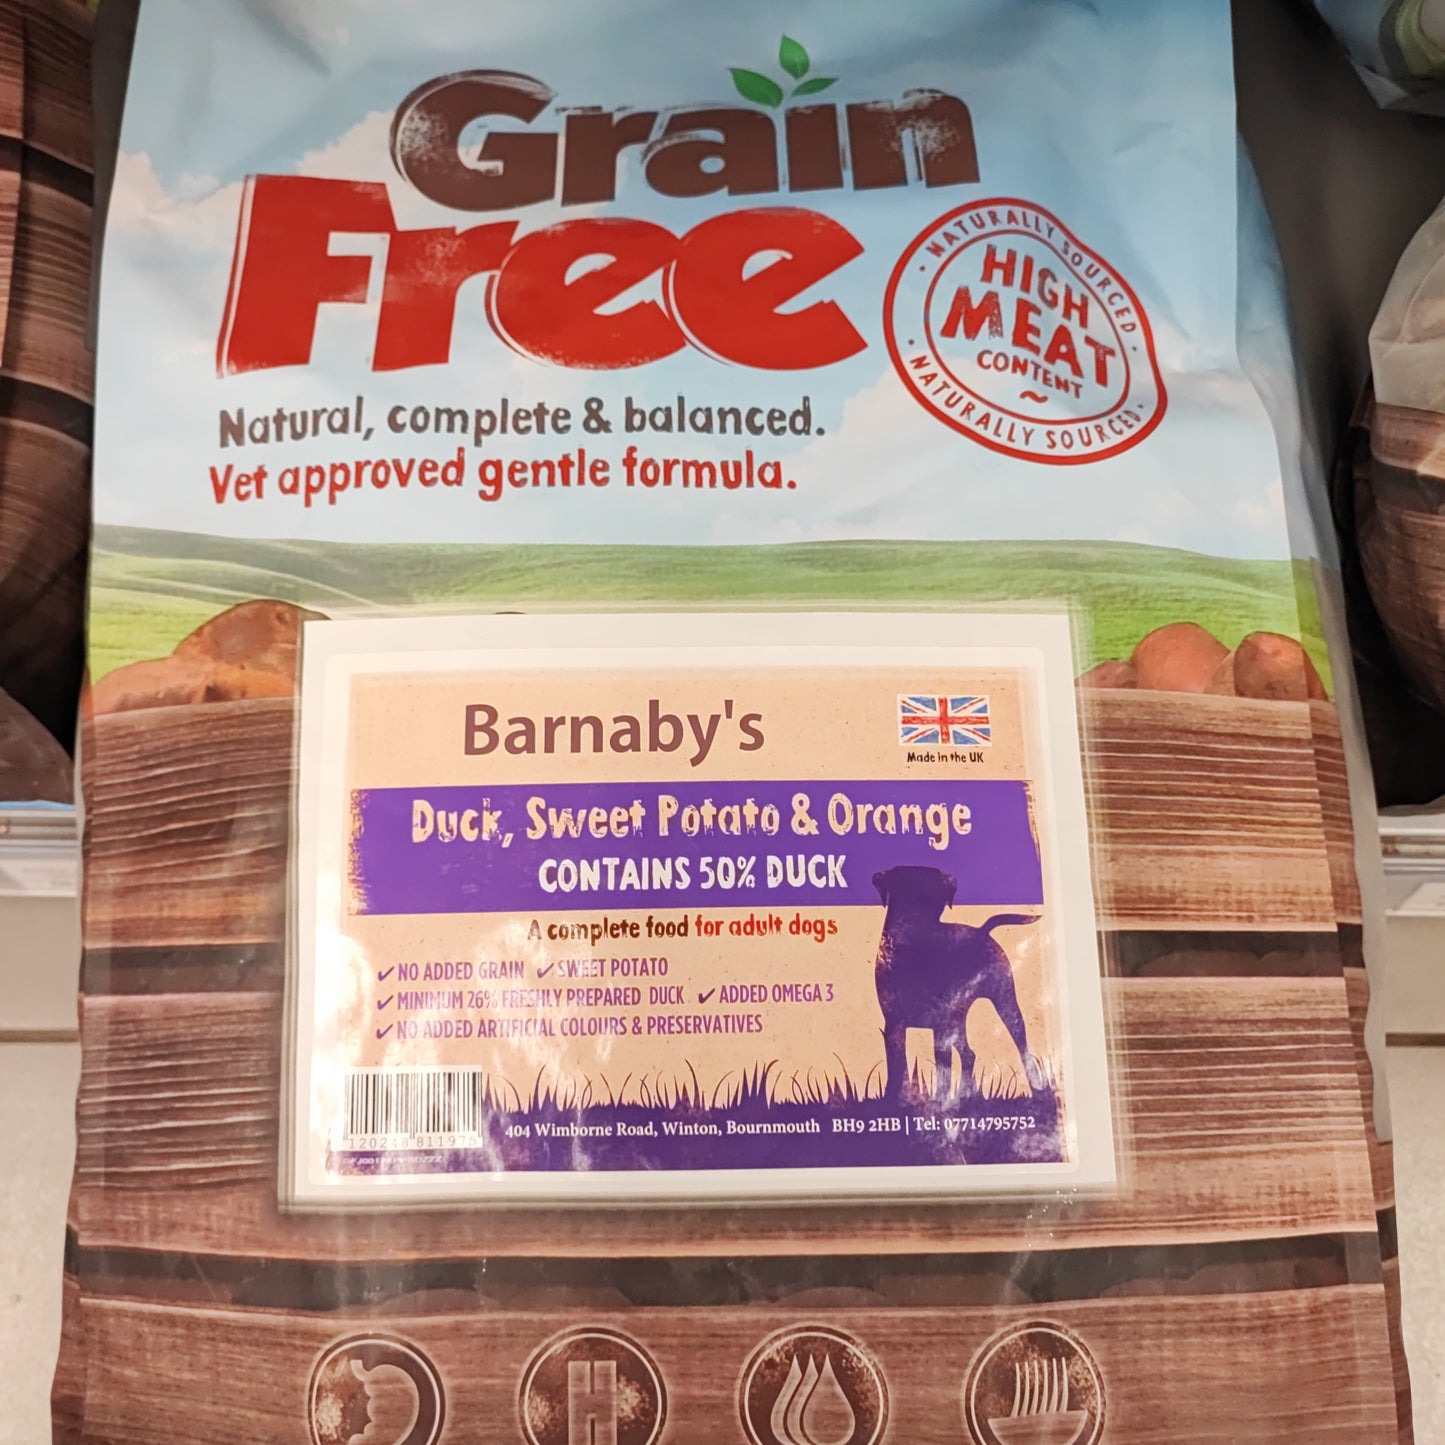 Grain
Free
Natural, complete & balanced.
Vet approved gentle formula.
NATURALLY SOURCED
HIGH
MEAT
CONTENT
NATURALLY SOURCED
Barnaby's
Made in the UK
Duck, Sweet Potato & Orange
CONTAINS 50% DUCK
A complete food for adult dogs
NO ADDED GRAIN SWEET POTATO
MINIMUM 26% FRESHLY PREPARED DUCK ADDED OMEGA 3
NO ADDED ARTIFICIAL COLOURS & PRESERVATIVES
120248 811975
404 Wimborne Road, Winton, Bournmouth BH9 2HB | Tel: 07714795752